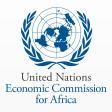 United Nations
Economic Commission
for Africa